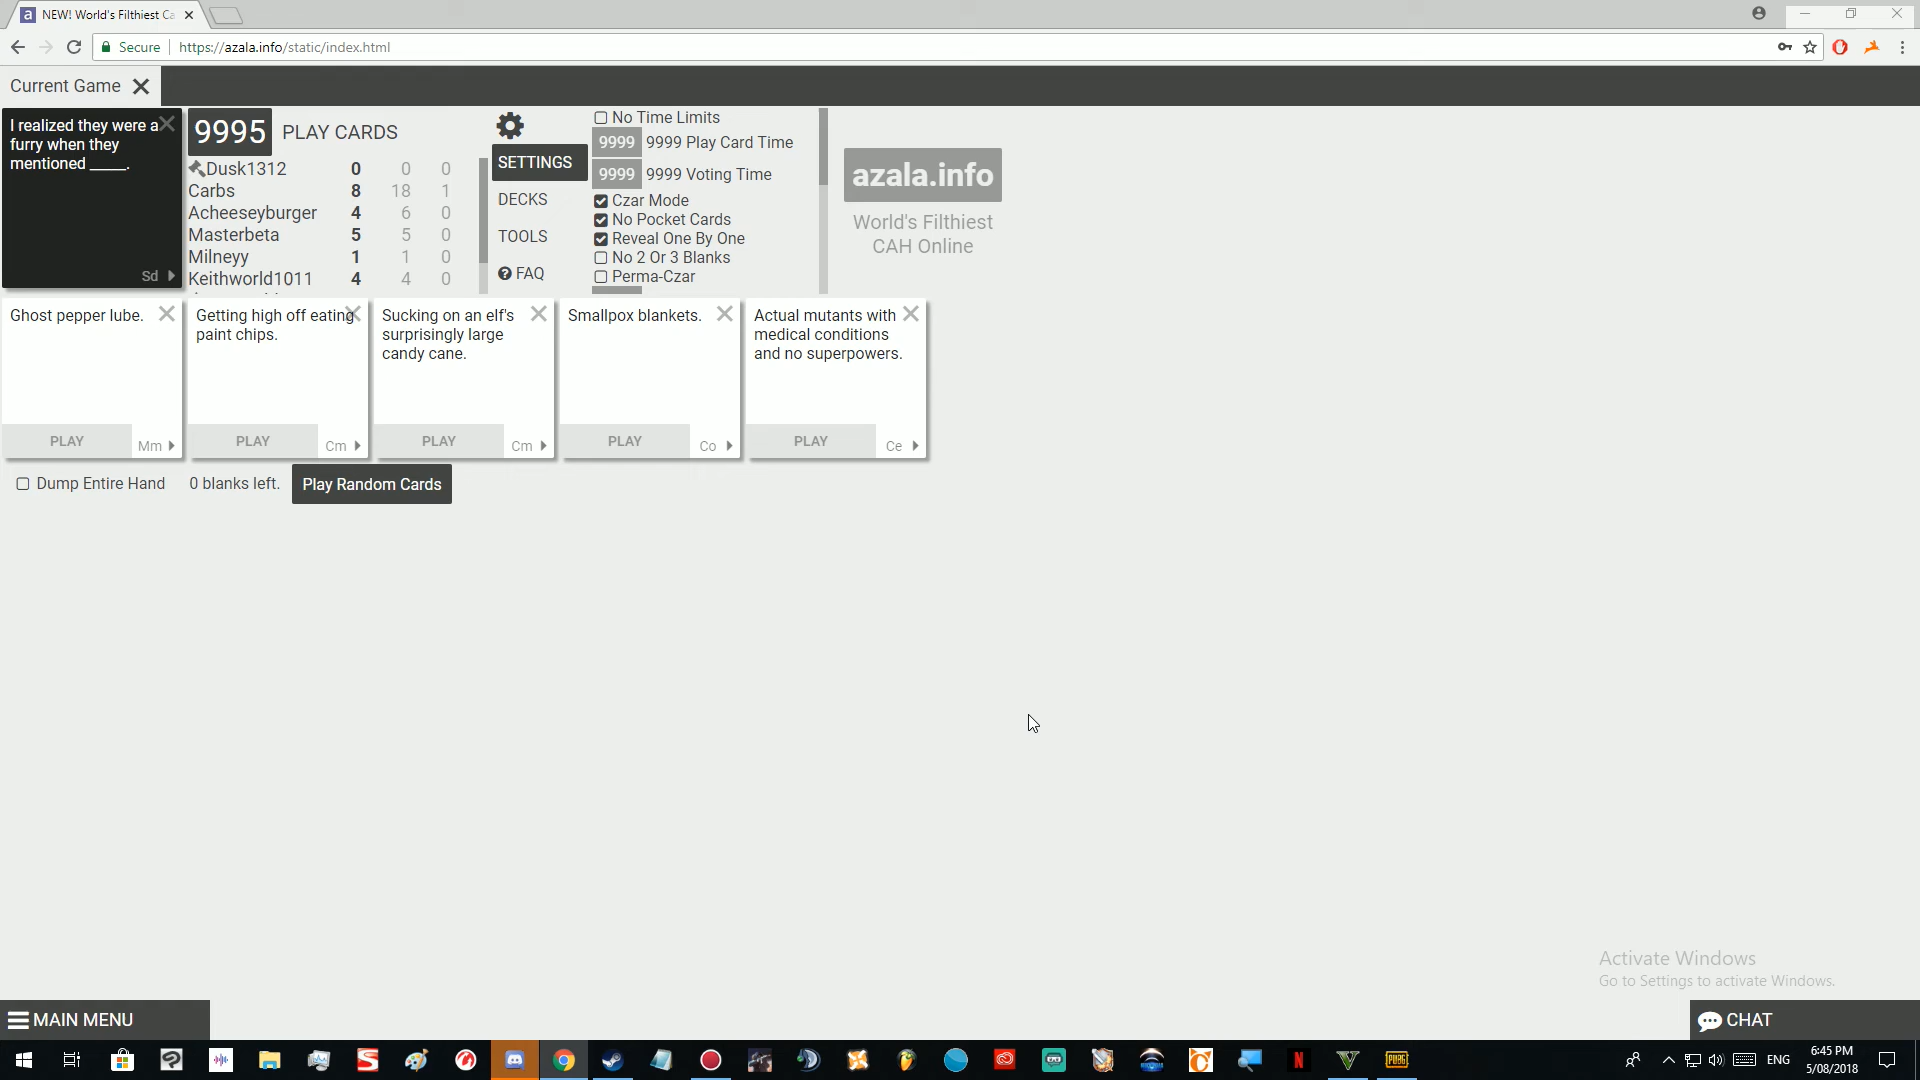 NEW! World's Filthiest Ca
Secure https://azala.info/static/index.html
Current Game
I realized they were a
furry when they
mentioned _____.
Sd
9995 PLAY CARDS
Dusk1312 0 0 0
Carbs 8 18 1
Acheeseyburger 4 6 0
Masterbeta 5 5 0
Milneyy 1 1 0
Keithworld1011 4 4 0
SETTINGS
DECKS
TOOLS
FAQ
No Time Limits
9999 9999 Play Card Time
9999 9999 Voting Time
Czar Mode
No Pocket Cards
Reveal One By One
No 2 Or 3 Blanks
Perma-Czar
azala.info
World's Filthiest
CAH Online
Ghost pepper lube.
PLAY Mm
Getting high off eating
paint chips.
PLAY Cm
Sucking on an elf's
surprisingly large
candy cane.
PLAY Cm
Smallpox blankets.
PLAY Co
Actual mutants with
medical conditions
and no superpowers.
PLAY Ce
Dump Entire Hand 0 blanks left. Play Random Cards
Activate Windows
Go to Settings to activate Windows.
MAIN MENU
CHAT
ENG
6:45 PM
5/08/2018